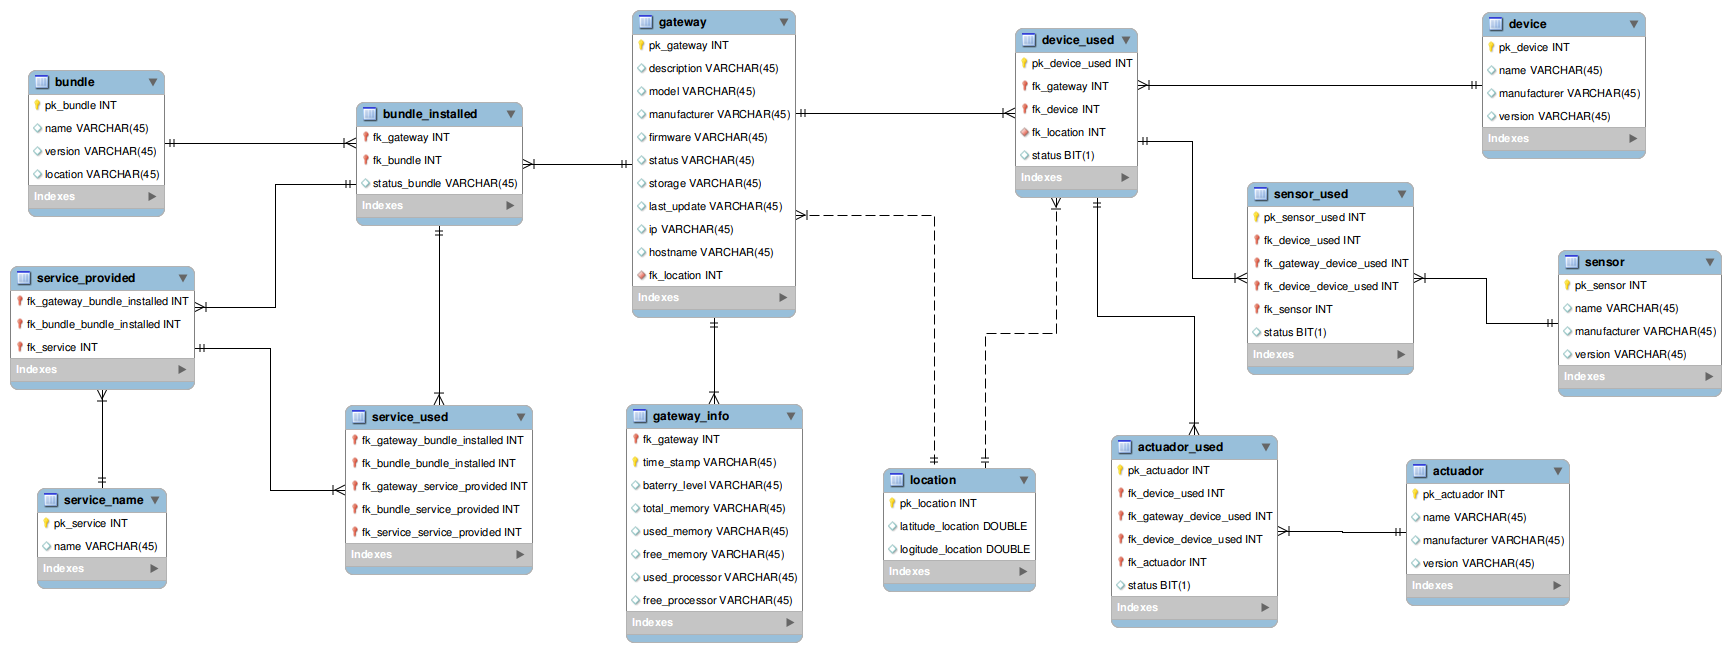 bundle
pk_bundle INT
name VARCHAR(45)
version VARCHAR(45)
location VARCHAR(45)
Indexes
bundle_installed
fk_gateway INT
fk_bundle INT
status_bundle VARCHAR(45)
Indexes
gateway
pk_gateway INT
description VARCHAR(45)
model VARCHAR(45)
manufacturer VARCHAR(45)
firmware VARCHAR(45)
status VARCHAR(45)
storage VARCHAR(45)
last_update VARCHAR(45)
ip VARCHAR(45)
hostname VARCHAR(45)
fk_location INT
Indexes
device_used
pk_device_used INT
fk_gateway INT
fk_device INT
fk_location INT
status BIT(1)
Indexes
device
pk_device INT
name VARCHAR(45)
manufacturer VARCHAR(45)
version VARCHAR(45)
Indexes
sensor_used
pk_sensor_used INT
fk_device_used INT
fk_gateway_device_used INT
fk_device_device_used INT
fk_sensor INT
status BIT(1)
Indexes
sensor
pk_sensor INT
name VARCHAR(45)
manufacturer VARCHAR(45)
version VARCHAR(45)
Indexes
service_provided
fk_gateway_bundle_installed INT
fk_bundle_bundle_installed INT
fk_service INT
Indexes
service_used
fk_gateway_bundle_installed INT
fk_bundle_bundle_installed INT
fk_gateway_service_provided INT
fk_bundle_service_provided INT
fk_service_service_provided INT
Indexes
gateway_info
fk_gateway INT
time_stamp VARCHAR(45)
baterry_level VARCHAR(45)
total_memory VARCHAR(45)
used_memory VARCHAR(45)
free_memory VARCHAR(45)
used_processor VARCHAR(45)
free_processor VARCHAR(45)
Indexes
location
pk_location INT
latitude_location DOUBLE
logitude_location DOUBLE
Indexes
actuador_used
pk_actuador INT
fk_device_used INT
fk_gateway_device_used INT
fk_device_device_used INT
fk_actuador INT
status BIT(1)
Indexes
actuador
pk_actuador INT
name VARCHAR(45)
manufacturer VARCHAR(45)
version VARCHAR(45)
Indexes
service_name
pk_service INT
name VARCHAR(45)
Indexes